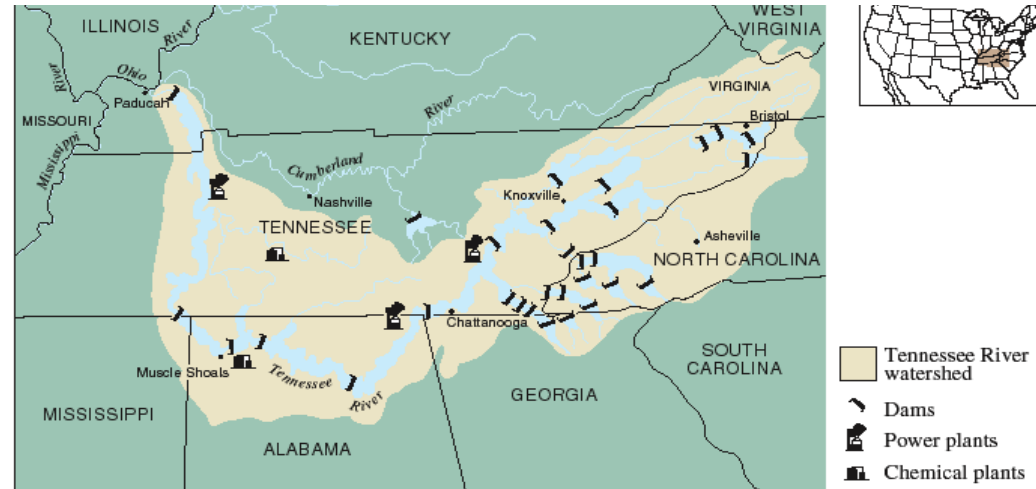 ILLINOIS
River
KENTUCKY
WEST
VIRGINIA
River
Ohio
Paducah
MISSOURI
Mississippi
River
VIRGINIA
Bristol
Cumberland
Nashville
Knoxville
TENNESSEE
Asheville
NORTH CAROLINA
Chattanooga
Muscle Shoals
Tennessee
River
SOUTH
CAROLINA
MISSISSIPPI
GEORGIA
ALABAMA
Tennessee River
watershed
Dams
Power plants
Chemical plants